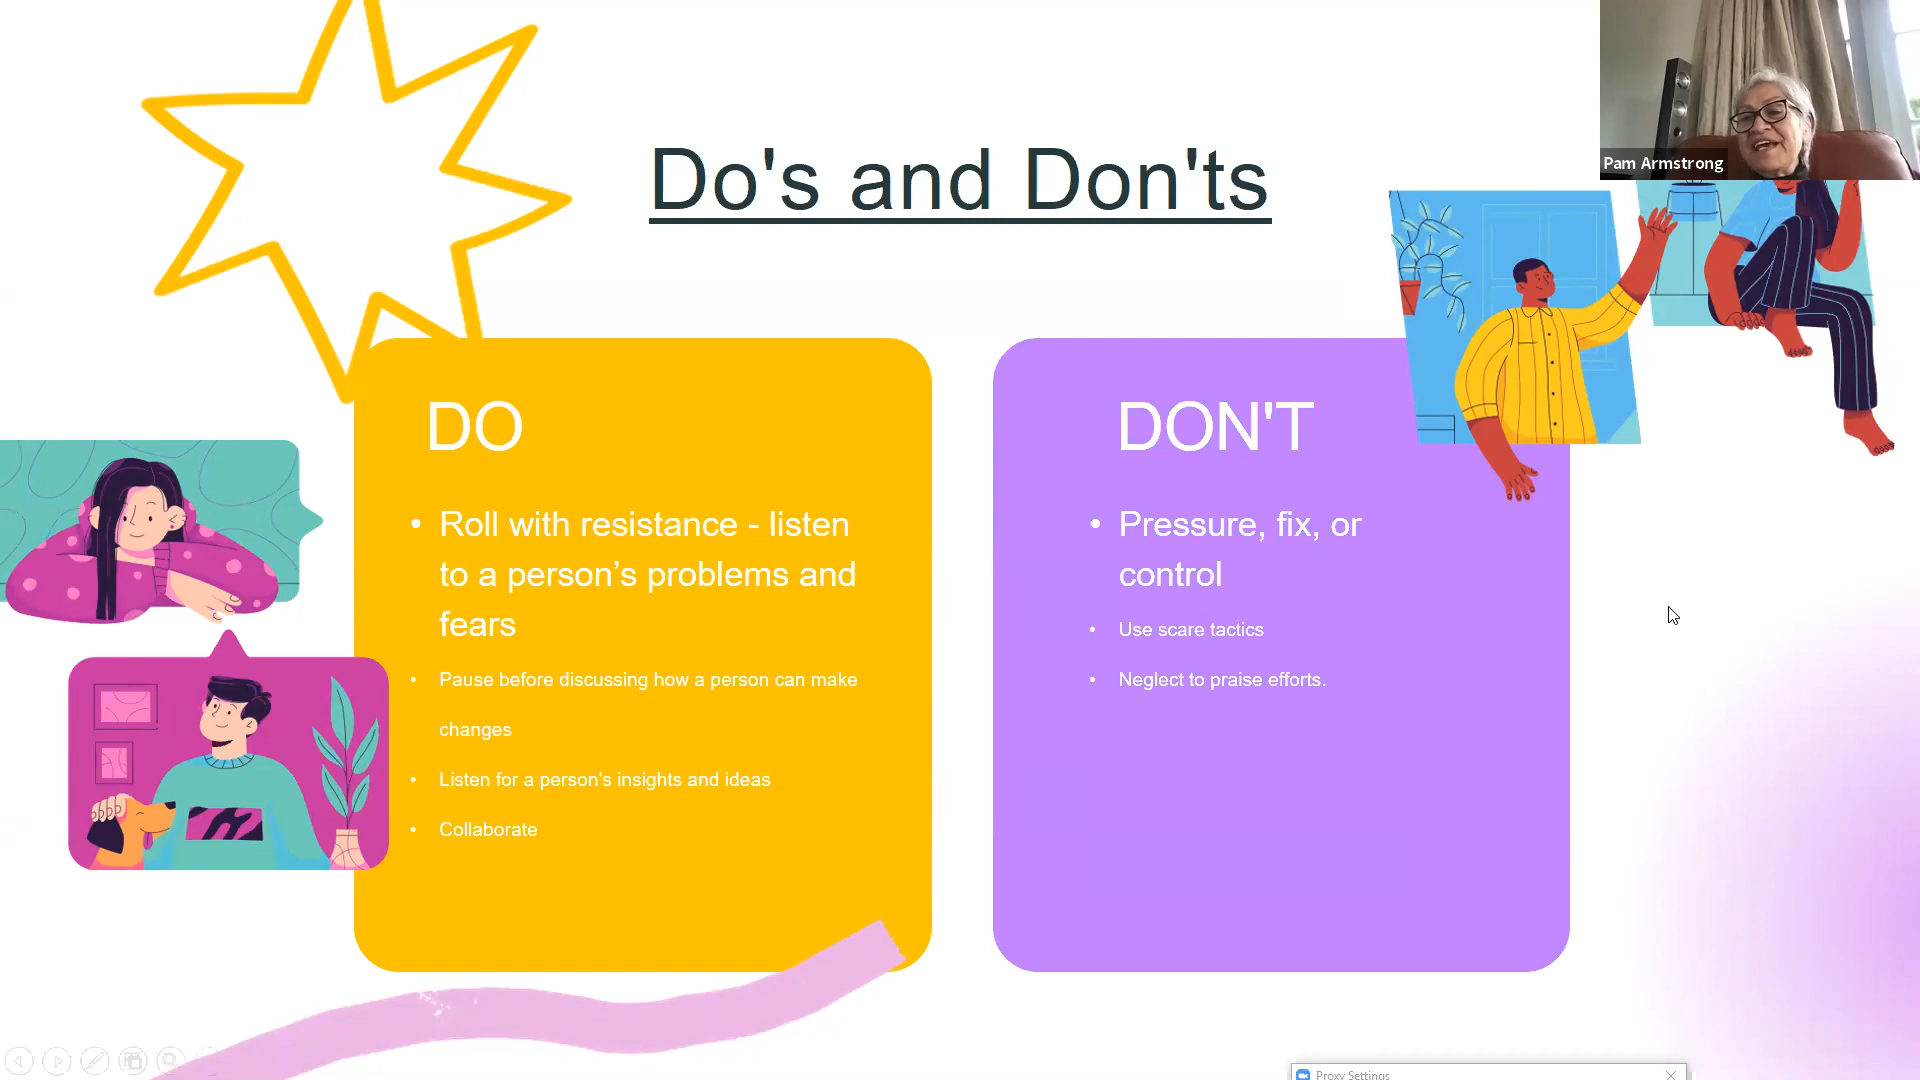 Do's and Don'ts
Pam Armstrong
DO
• Roll with resistance - listen
to a person’s problems and
fears
• Pause before discussing how a person can make
changes
• Listen for a person's insights and ideas
• Collaborate
DON'T
• Pressure, fix, or
control
• Use scare tactics
• Neglect to praise efforts.
Proxy Settings